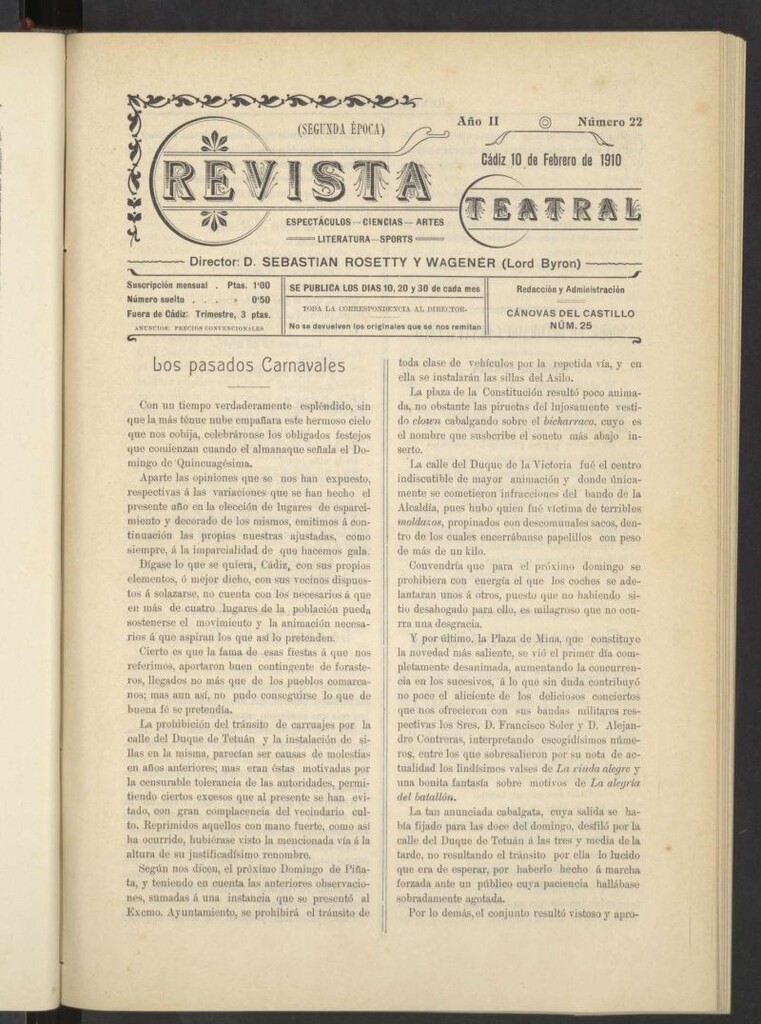 (SEGUNDA ÉPOCA)
Año II
Número 22
Cádiz 10 de Febrero de 1910
REVISTA
TEATRAL
ESPECTÁCULOS—CIENCIAS—ARTES
LITERATURA—SPORTS
Director: D. SEBASTIAN ROSETTY Y WAGENER (Lord Byron)
Suscripción mensual . Ptas. 1'00
Número suelto . . . » 0'50
Fuera de Cádiz: Trimestre, 3 ptas.
ANUNCIOS: PRECIOS CONVENCIONALES
SE PUBLICA LOS DIAS 10, 20 y 30 de cada mes
TODA LA CORRESPONDENCIA AL DIRECTOR.
No se devuelven los originales que se nos remitan
Redacción y Administración
CÁNOVAS DEL CASTILLO
NÚM. 25
Los pasados Carnavales
Con un tiempo verdaderamente espléndido, sin
que la más ténue nube empañara este hermoso cielo
que nos cobija, celebráronse los obligados festejos
que comienzan cuando el almanaque señala el Do-
mingo de Quincuagésima.
Aparte las opiniones que se nos han expuesto,
respectivas á las variaciones que se han hecho el
presente año en la elección de lugares de esparci-
miento y decorado de los mismos, emitimos á con-
tinuación las propias nuestras ajustadas, como
siempre, á la imparcialidad de que hacemos gala.
Dígase lo que se quiera, Cádiz, con sus propios
elementos, ó mejor dicho, con sus vecinos dispues-
tos á solazarse, no cuenta con los necesarios á que
en más de cuatro lugares de la población pueda
sostenerse el movimiento y la animación necesa-
rios á que aspiran los que así lo pretenden.
Cierto es que la fama de esas fiestas á que nos
referimos, aportaron buen contingente de foraste-
ros, llegados no más que de los pueblos comarca-
nos; mas aun así, no pudo conseguirse lo que de
buena fé se pretendía.
La prohibición del tránsito de carruajes por la
calle del Duque de Tetuán y la instalación de si-
llas en la misma, parecían ser causas de molestias
en años anteriores; mas eran éstas motivadas por
la censurable tolerancia de las autoridades, permi-
tiendo ciertos excesos que al presente se han evi-
tado, con gran complacencia del vecindario cul-
to. Reprimidos aquellos con mano fuerte, como así
ha ocurrido, hubiérase visto la mencionada vía á la
altura de su justificadísimo renombre.
Según nos dicen, el próximo Domingo de Piña-
ta, y teniendo en cuenta las anteriores observacio-
nes, sumadas á una instancia que se presentó al
Excmo. Ayuntamiento, se prohibirá el tránsito de
toda clase de vehículos por la repetida vía, y en
ella se instalarán las sillas del Asilo.
La plaza de la Constitución resultó poco anima-
da, no obstante las piruetas del lujosamente vesti-
do clown cabalgando sobre el bicharraco, cuyo es
el nombre que susbcribe el soneto más abajo in-
serto.
La calle del Duque de la Victoria fué el centro
indiscutible de mayor animación y donde única-
mente se cometieron infracciones del bando de la
Alcaldía, pues hubo quien fué víctima de terribles
moldazos, propinados con descomunales sacos, den-
tro de los cuales encerrábanse papelillos con peso
de más de un kilo.
Convendría que para el próximo domingo se
prohibiera con energía el que los coches se ade-
lantaran unos á otros, puesto que no habiendo si-
tio desahogado para ello, es milagroso que no ocu-
rra una desgracia.
Y por último, la Plaza de Mina, que constituye
la novedad más saliente, se vió el primer día com-
pletamente desanimada, aumentando la concurren-
cia en los sucesivos, á lo que sin duda contribuyó
no poco el aliciente de los deliciosos conciertos
que nos ofrecieron con sus bandas militares res-
pectivas los Sres. D. Francisco Soler y D. Alejan-
dro Contreras, interpretando escogidísimos núme-
ros, entre los que sobresalieron por su nota de ac-
tualidad los lindísimos valses de La viuda alegre y
una bonita fantasía sobre motivos de La alegría
del batallón.
La tan anunciada cabalgata, cuya salida se ha-
bía fijado para las doce del domingo, desfiló por la
calle del Duque de Tetuán á las tres y media de la
tarde, no resultando el tránsito por ella lo lucido
que era de esperar, por haberlo hecho á marcha
forzada ante un público cuya paciencia hallábase
sobradamente agotada.
Por lo demás, el conjunto resultó vistoso y apro-